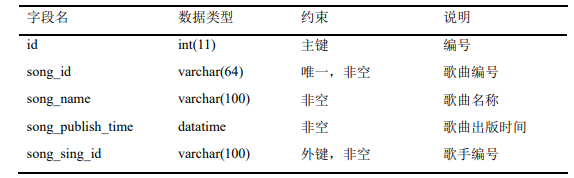 字段名 数据类型 约束 说明
id int(11) 主键 编号
song_id varchar(64) 唯一，非空 歌曲编号
song_name varchar(100) 非空 歌曲名称
song_publish_time datatime 非空 歌曲出版时间
song_sing_id varchar(100) 外键，非空 歌手编号